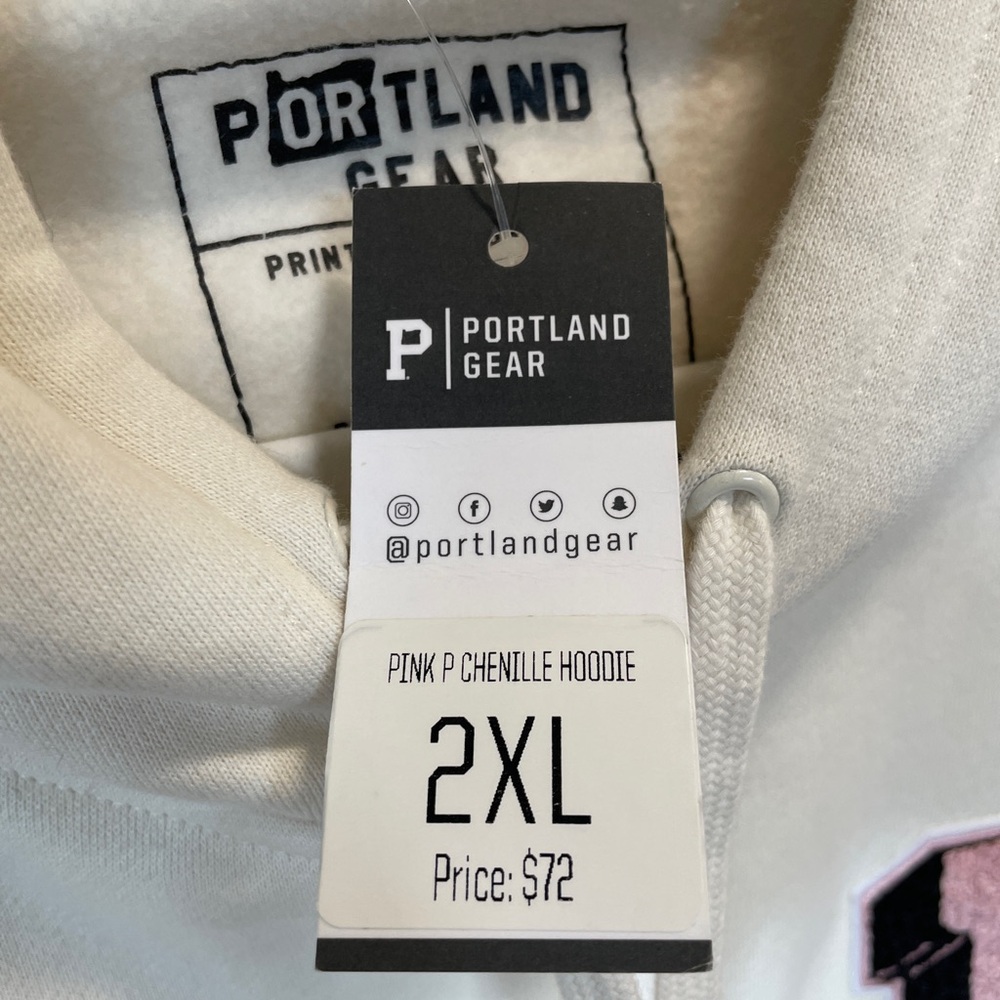 PORTLAND
GEAR
PRINT
P PORTLAND
GEAR
@portlandgear
PINK P CHENILLE HOODIE
2XL
Price: $72